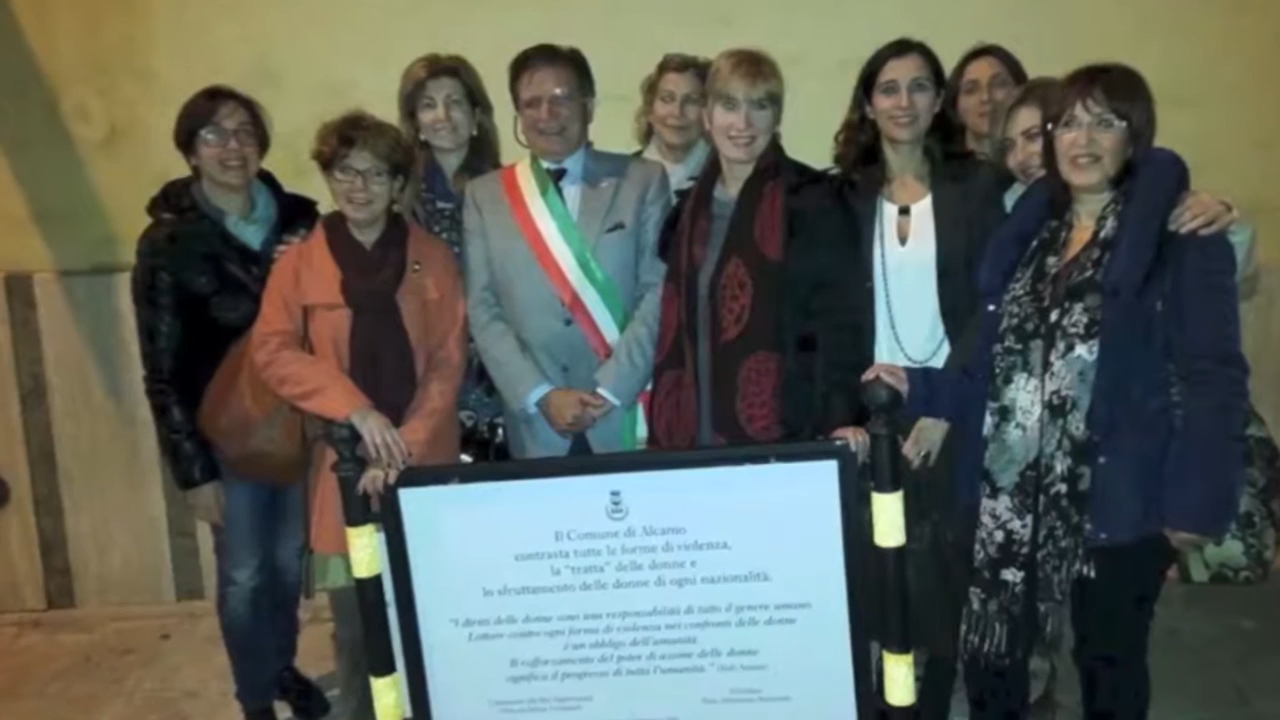 Il Comune di Alcamo
contrasta tutte le forme di violenza,
la "tratta" delle donne e
lo sfruttamento delle donne di ogni nazionalità.
"I diritti delle donne sono una responsabilità di tutto il genere umano
Lottare contro ogni forma di violenza nei confronti delle donne
è un obbligo dell'umanità.
Il rafforzamento del poter di azione delle donne
significa il progresso di tutta l'umanità."